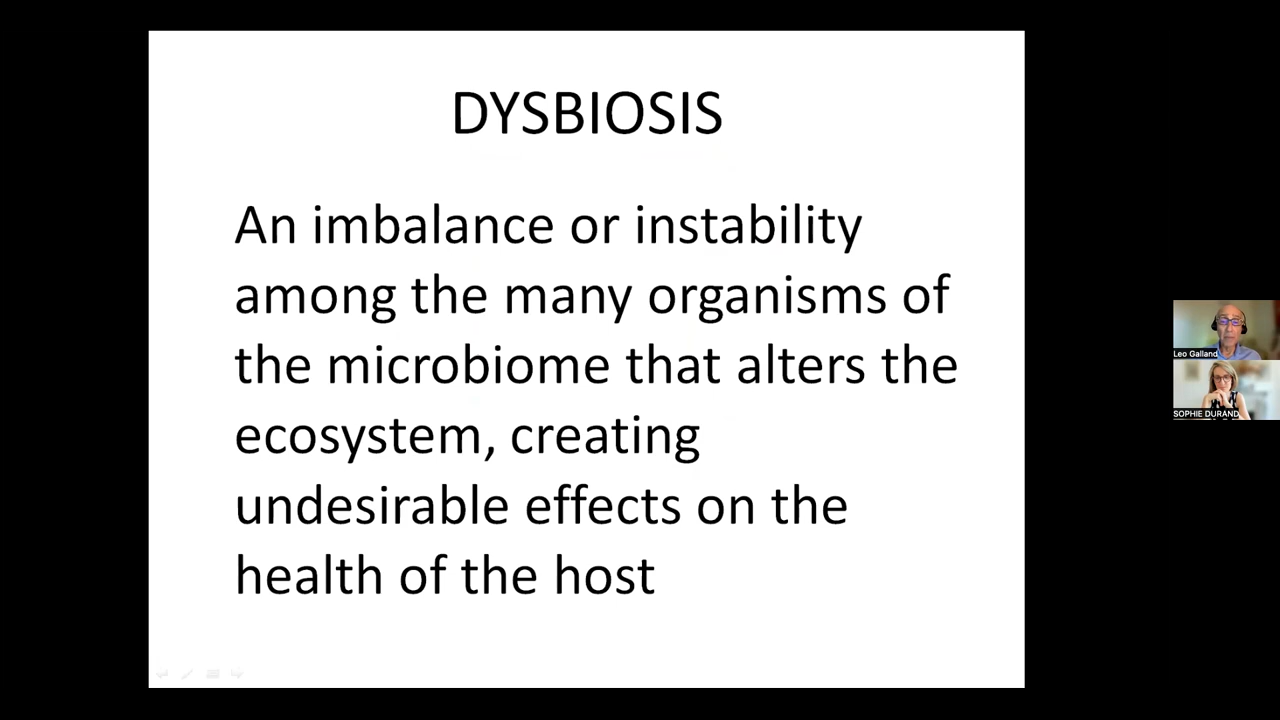 DYSBIOSIS
An imbalance or instability
among the many organisms of
the microbiome that alters the
ecosystem, creating
undesirable effects on the
health of the host
Leo Galland
SOPHIE DURAND